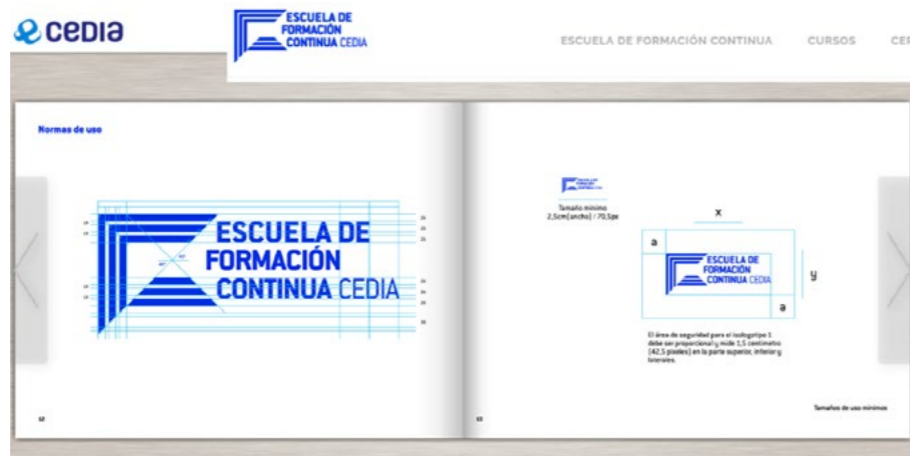 cedia
ESCUELA DE
FORMACIÓN
CONTINUA CEDIA
ESCUELA DE FORMACIÓN CONTINUA
CURSOS
Normas de uso
ESCUELA DE
FORMACIÓN
CONTINUA CEDIA
Tamaño mínimo
2,5cm(ancho) / 70,5px
x
a
ESCUELA DE
FORMACIÓN
CONTINUA CEDIA
y
a
El área de seguridad para el isologotipo 1
debe ser proporcional y mide 1,5 centímetro
(42,5 píxeles) en la parte superior, inferior y
laterales.
Tamaños de uso mínimos